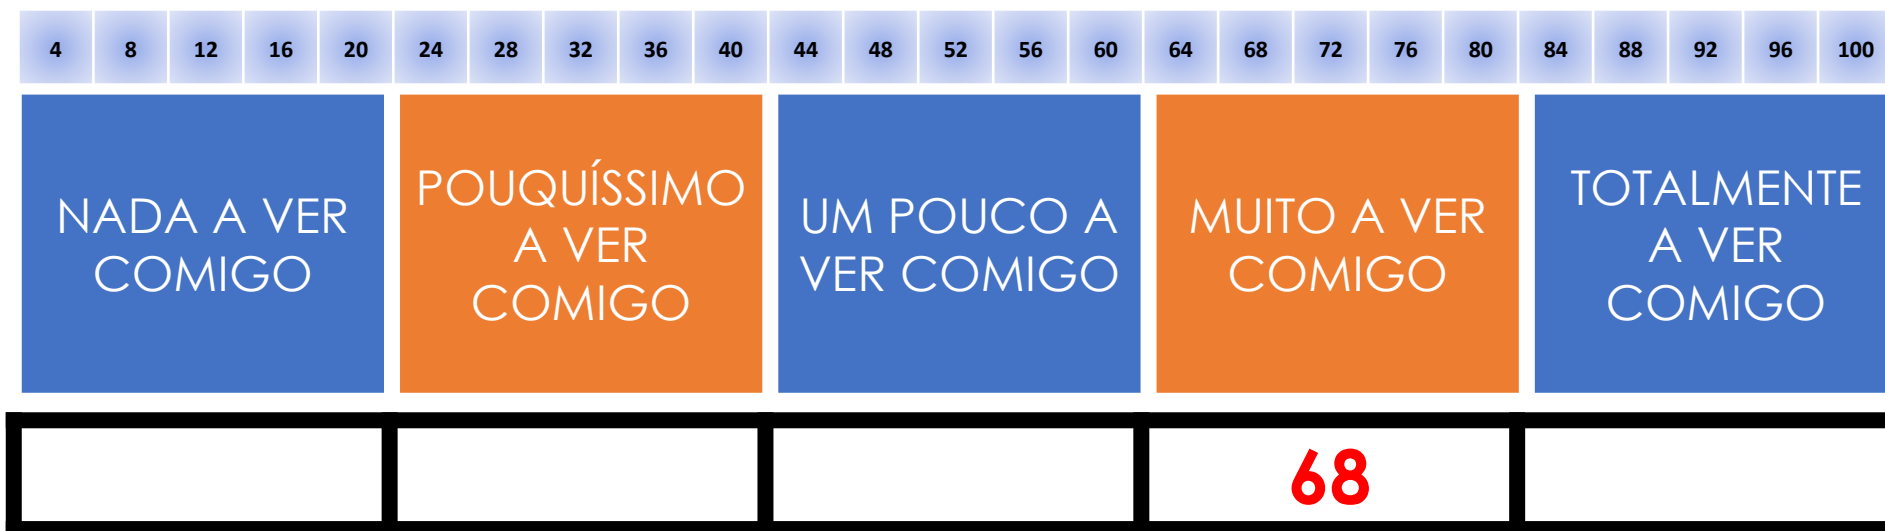 4 8 12 16 20 24 28 32 36 40 44 48 52 56 60 64 68 72 76 80 84 88 92 96 100
NADA A VER
COMIGO
POUQUÍSSIMO
A VER
COMIGO
UM POUCO A
VER COMIGO
MUITO A VER
COMIGO
TOTALMENTE
A VER
COMIGO
68